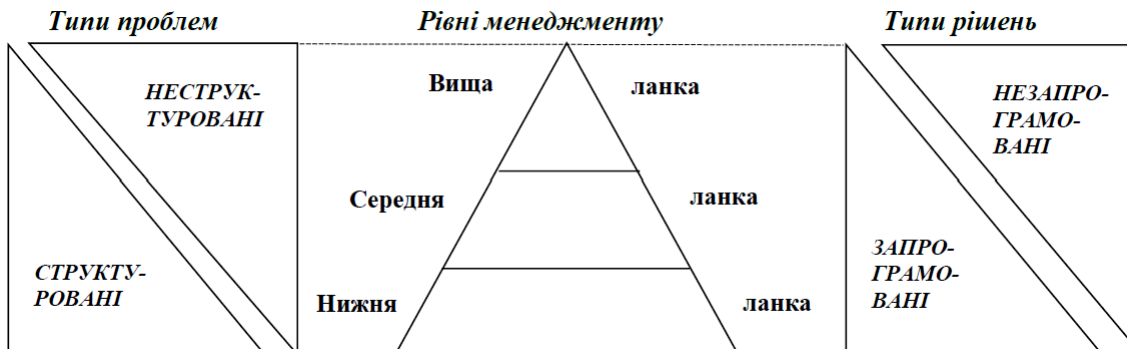 Типи проблем
Рівні менеджменту
Типи рішень
НЕСТРУК-
ТУРОВАНІ
СТРУКТУ-
РОВАНІ
Вища ланка
Середня ланка
Нижня ланка
НЕЗАПРО-
ГРАМО-
ВАНІ
ЗАПРО-
ГРАМО-
ВАНІ